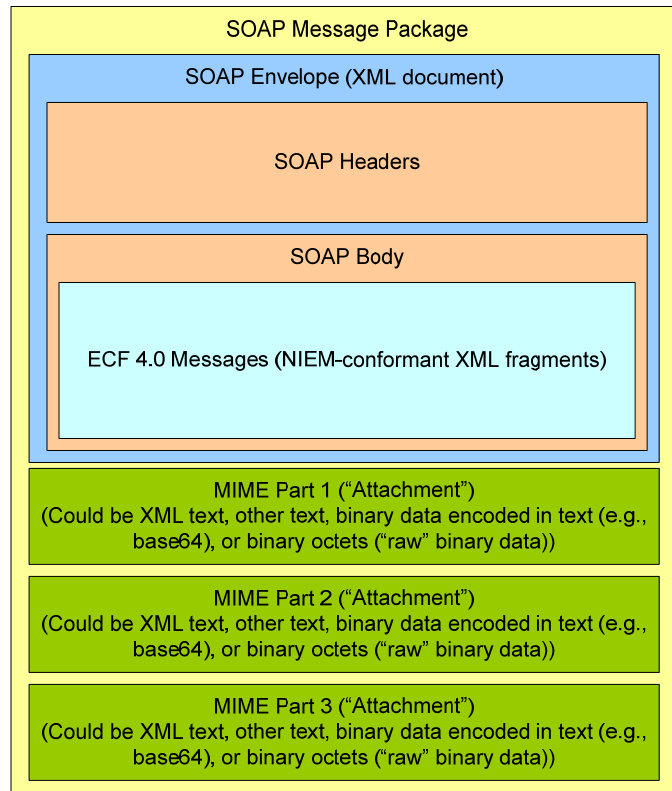 SOAP Message Package
SOAP Envelope (XML document)
SOAP Headers
SOAP Body
ECF 4.0 Messages (NIEM-conformant XML fragments)
MIME Part 1 (“Attachment”)
(Could be XML text, other text, binary data encoded in text (e.g.,
base64), or binary octets (“raw” binary data))
MIME Part 2 (“Attachment”)
(Could be XML text, other text, binary data encoded in text (e.g.,
base64), or binary octets (“raw” binary data))
MIME Part 3 (“Attachment”)
(Could be XML text, other text, binary data encoded in text (e.g.,
base64), or binary octets (“raw” binary data))